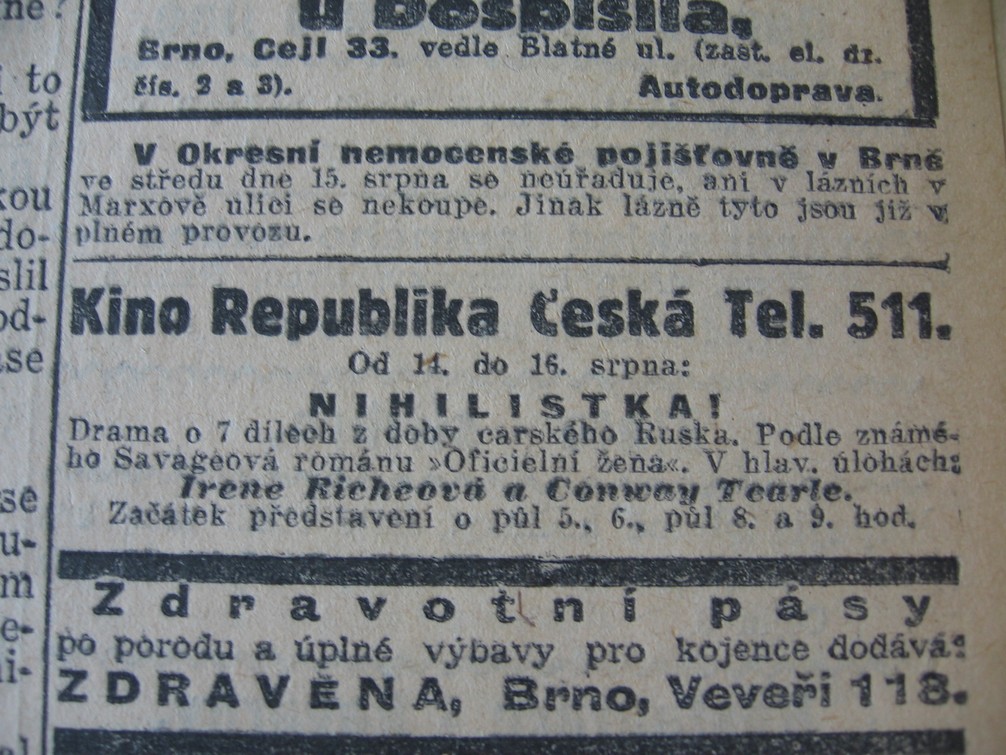 ne?
i to
být
kou
do-
slil
od-
se
se
u-
m
e-
i-
u Pospíšila,
Brno, Cejl 33. vedle Blatné ul. (zast. el. dr.
čís. 2 a 3). Autodoprava.
V Okresní nemocenské pojišťovně v Brně
ve středu dne 15. srpna se neúřaduje, ani v lázních v
Marxově ulici se nekoupe. Jinak lázně tyto jsou již v
plném provozu.
Kino Republika Česká Tel. 511.
Od 14. do 16. srpna:
NIHILISTKA!
Drama o 7 dílech z doby carského Ruska. Podle známé-
ho Savageová románu »Oficielní žena«. V hlav. úlohách:
Irene Richeová a Conway Tearle.
Začátek představení o půl 5., 6., půl 8. a 9. hod.
Zdravotní pásy
po porodu a úplné výbavy pro kojence dodává:
ZDRAVĚNA, Brno, Veveří 118.